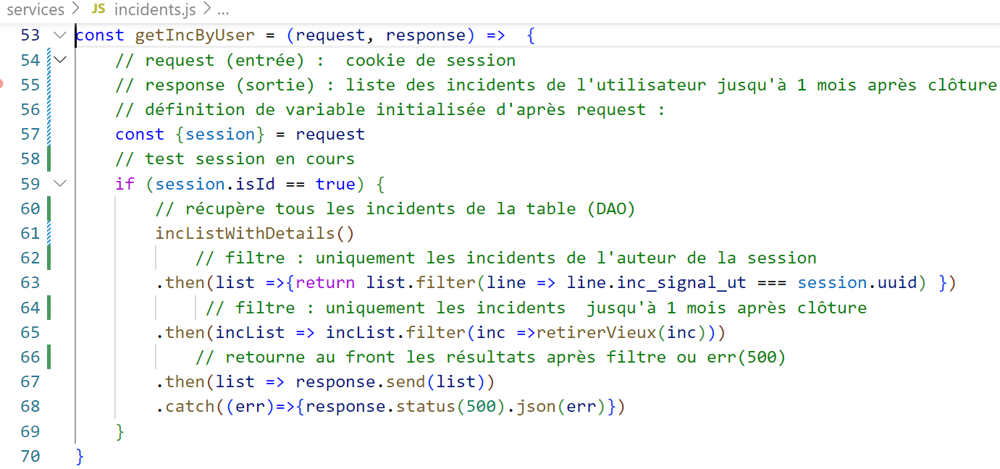 services > JS incidents.js > ...
53 const getIncByUser = (request, response) =>  {
54 // request (entrée) :  cookie de session
55 // response (sortie) : liste des incidents de l'utilisateur jusqu'à 1 mois après clôture
56 // définition de variable initialisée d'après request :
57 const {session} = request
58 // test session en cours
59 if (session.isId == true) {
60 // récupère tous les incidents de la table (DAO)
61 incListWithDetails()
62 // filtre : uniquement les incidents de l'auteur de la session
63 .then(list =>{return list.filter(line => line.inc_signal_ut === session.uuid) })
64 // filtre : uniquement les incidents  jusqu'à 1 mois après clôture
65 .then(incList => incList.filter(inc =>retirerVieux(inc)))
66 // retourne au front les résultats après filtre ou err(500)
67 .then(list => response.send(list))
68 .catch((err)=>{response.status(500).json(err)})
69 }
70 }